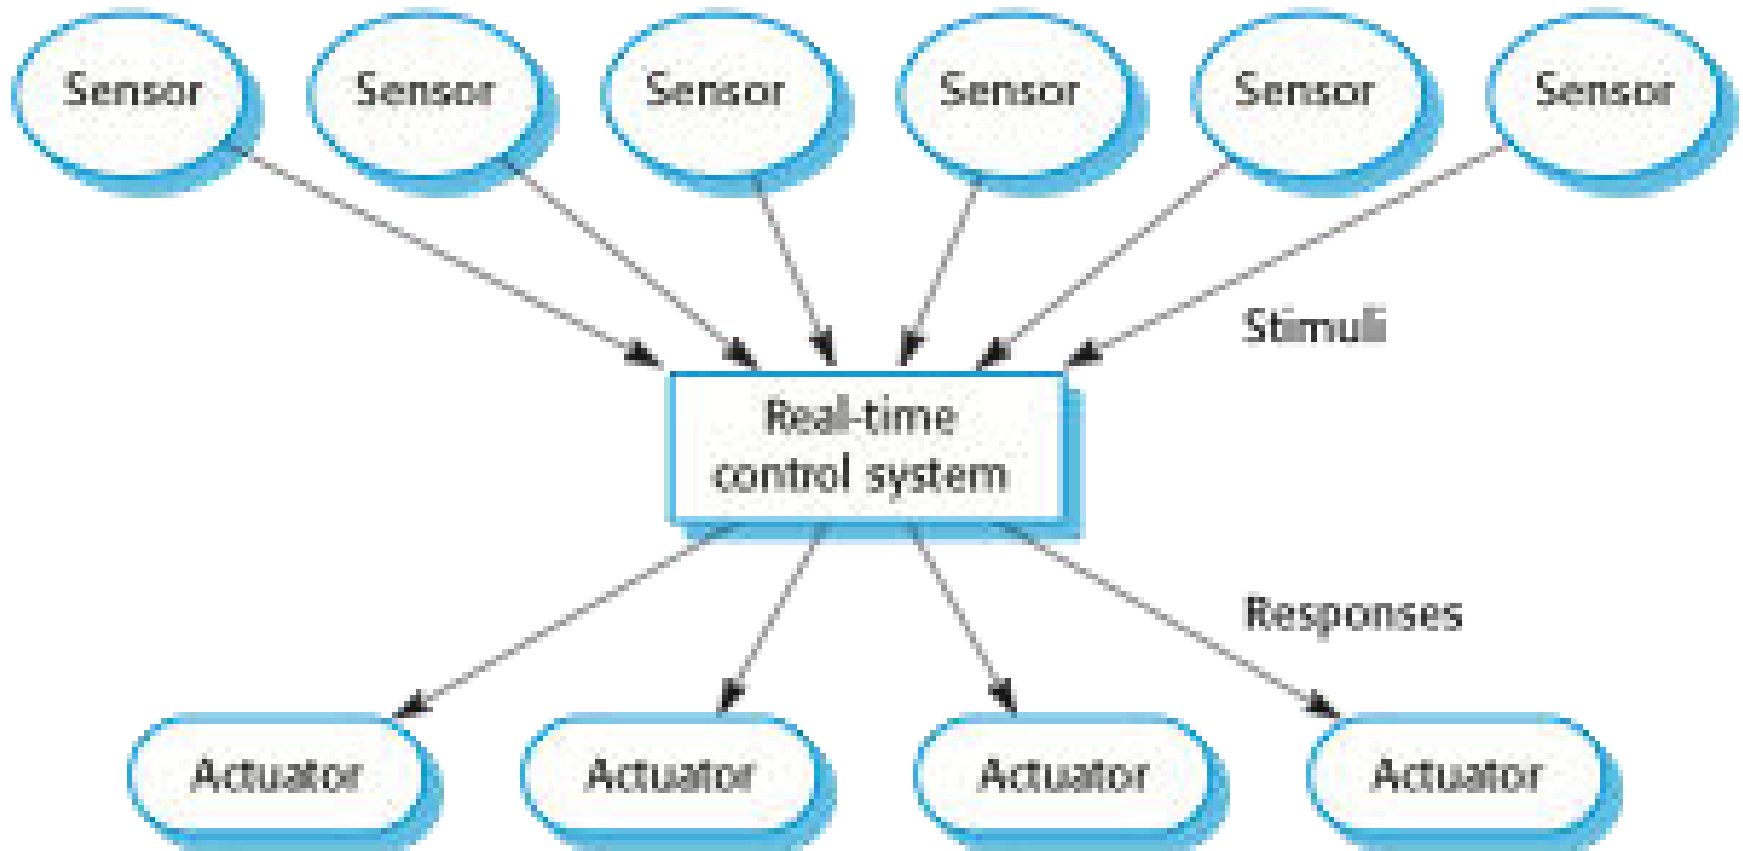 Sensor
Sensor
Sensor
Sensor
Sensor
Sensor
Stimuli
Real-time
control system
Responses
Actuator
Actuator
Actuator
Actuator